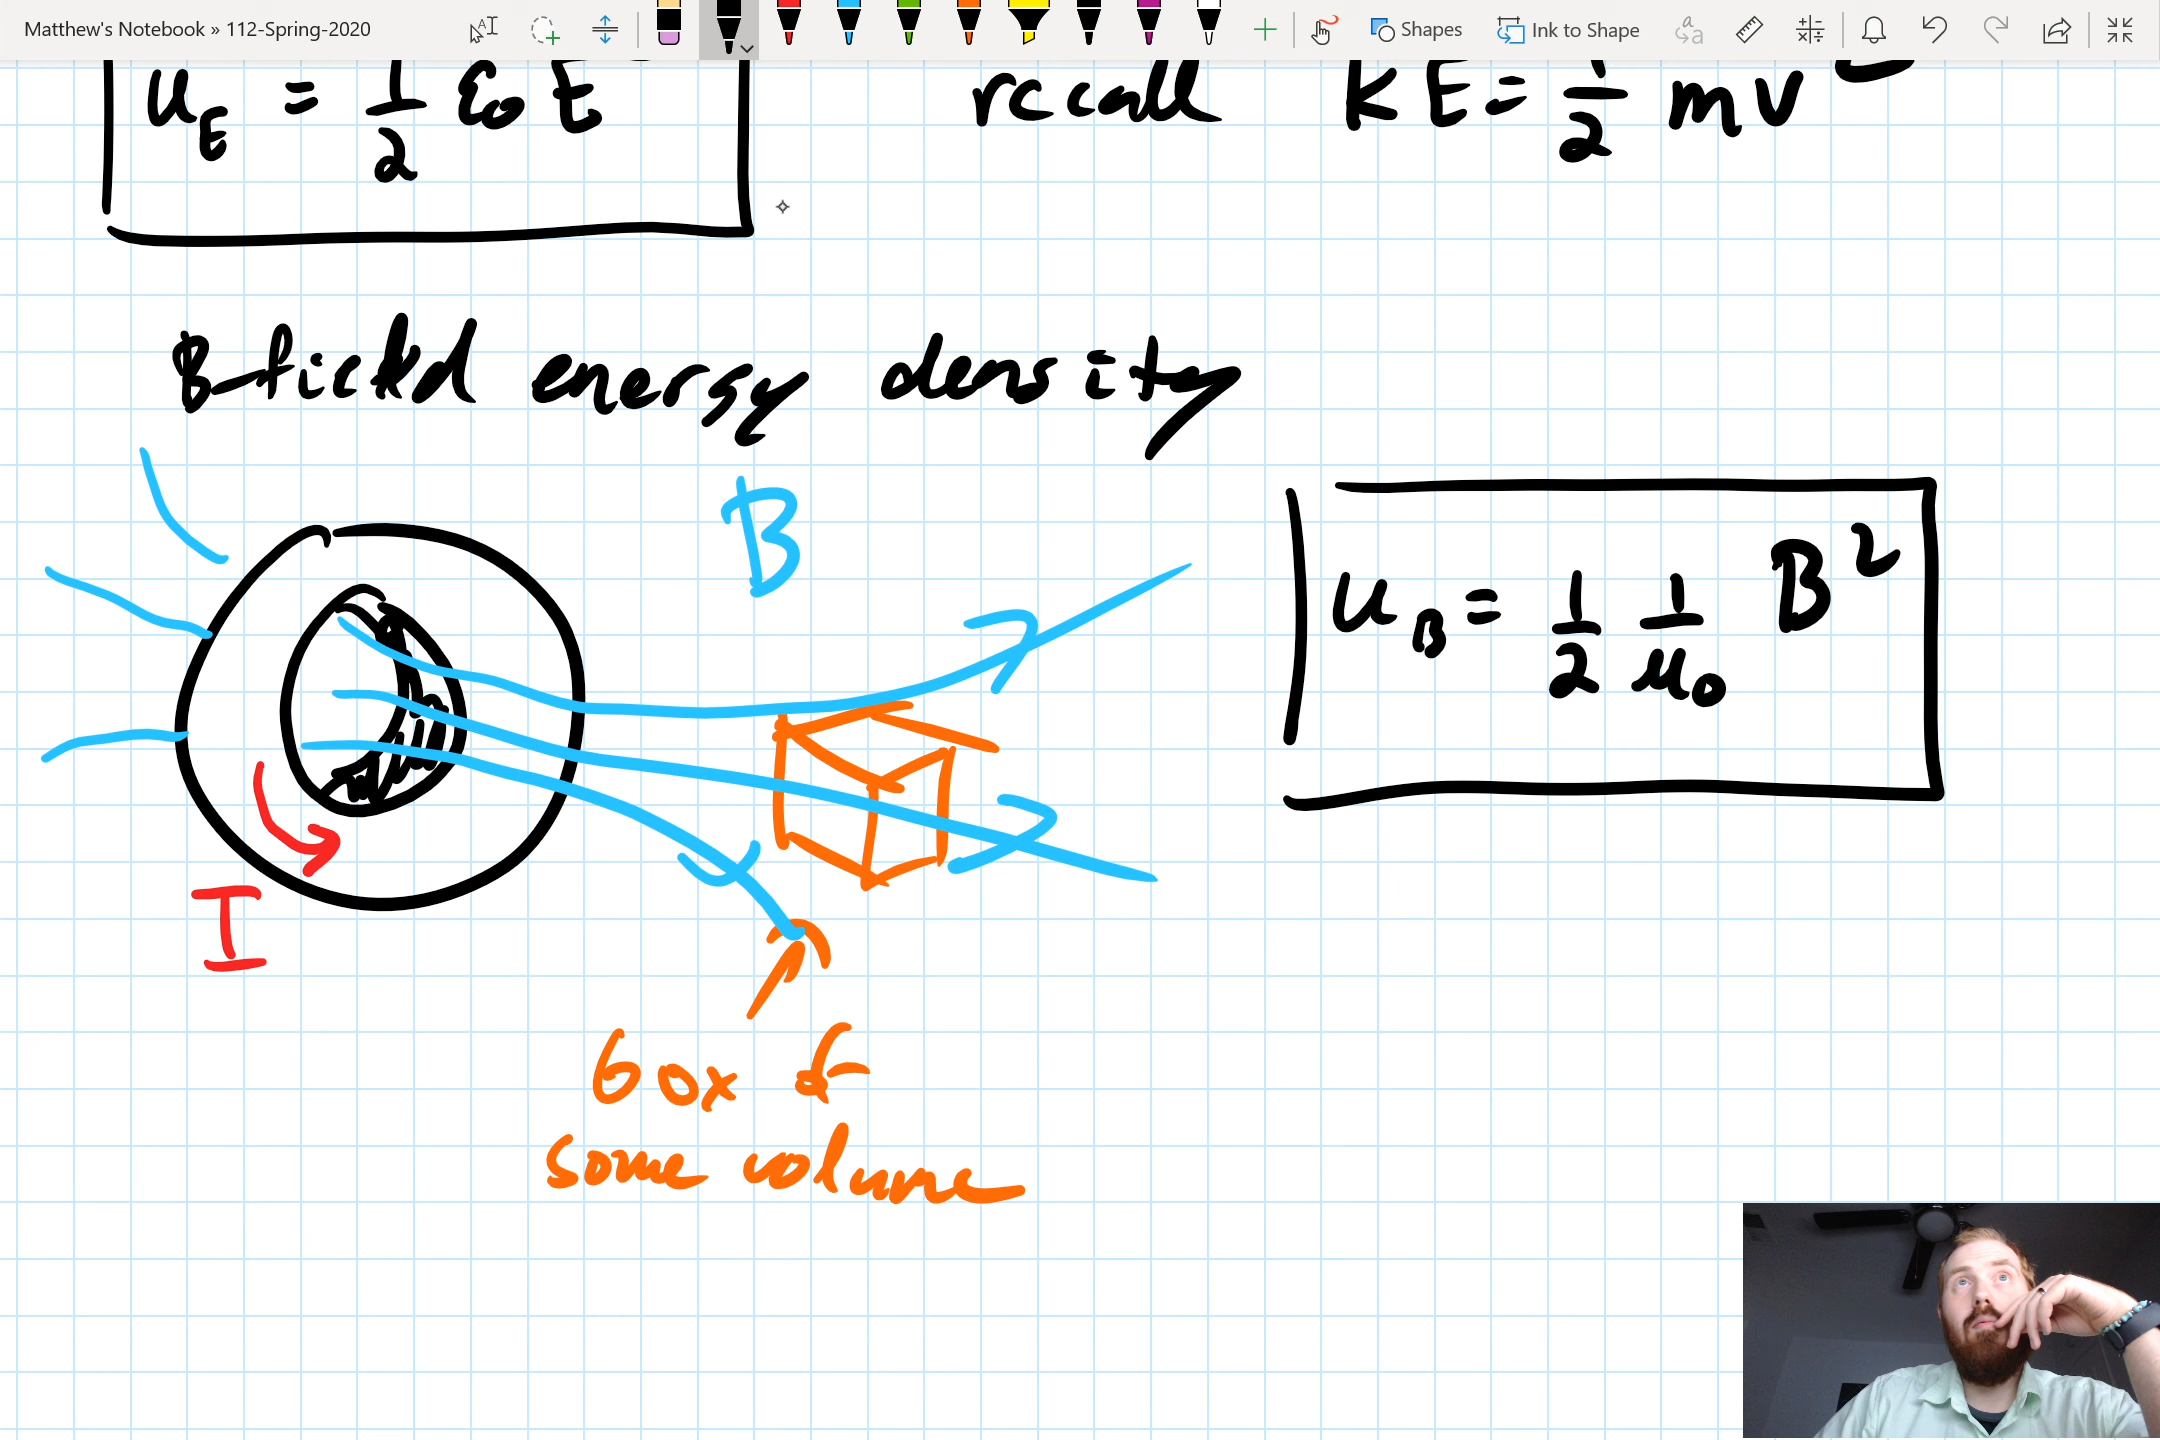 Matthew's Notebook » 112-Spring-2020
Shapes
Ink to Shape
u_E = 1/2 ε₀ E
recall KE = 1/2 mv²
B-field energy density
B
u_B = 1/2 1/μ₀ B²
I
box of
some volume